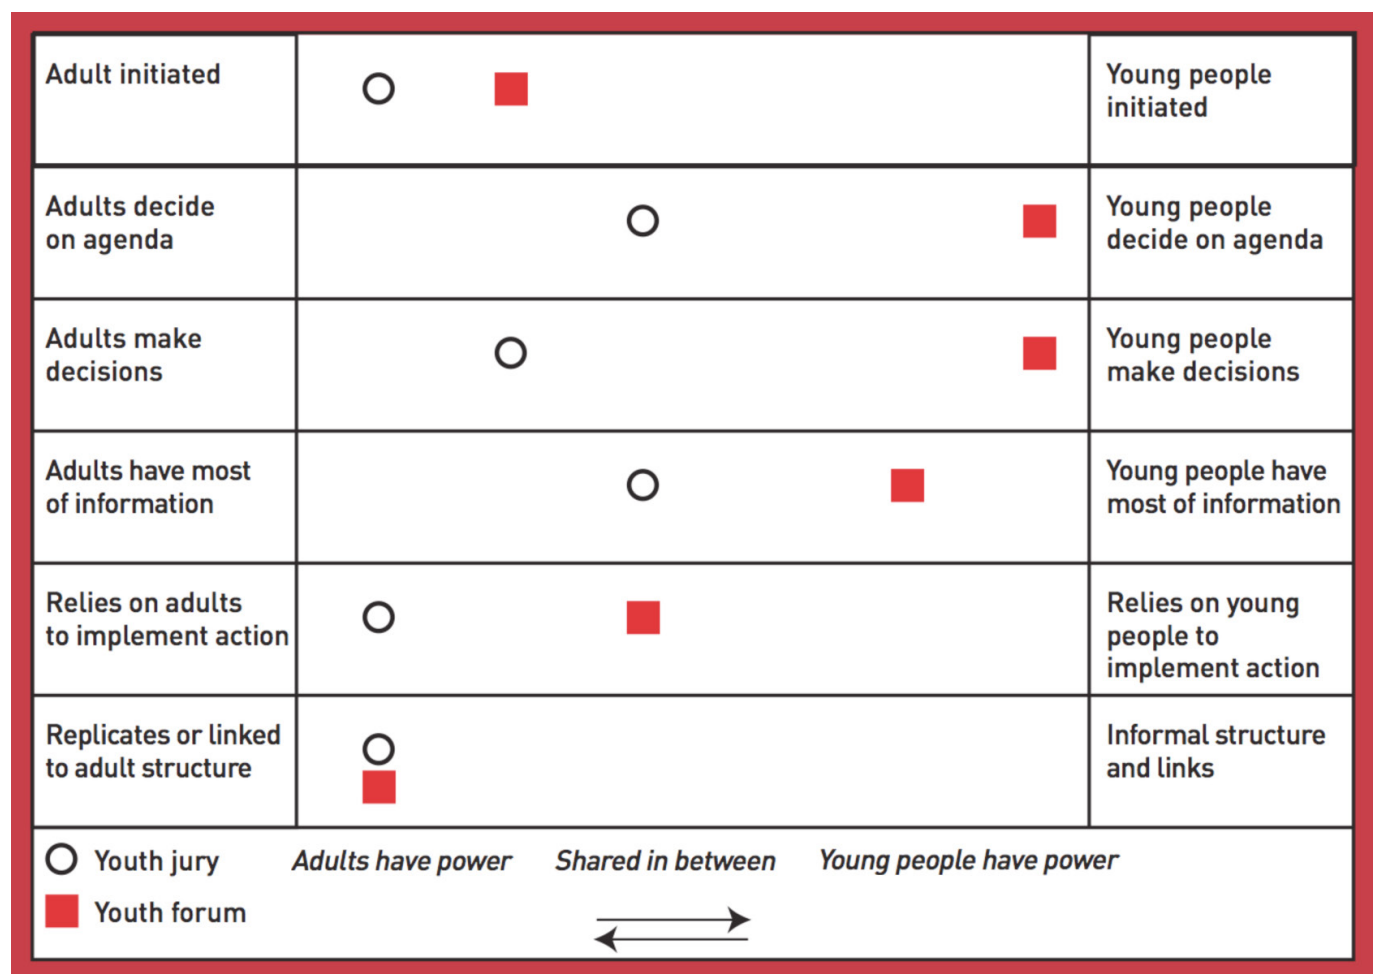 Adult initiated
Young people
initiated
Adults decide
on agenda
Young people
decide on agenda
Adults make
decisions
Young people
make decisions
Adults have most
of information
Young people have
most of information
Relies on adults
to implement action
Relies on young
people to
implement action
Replicates or linked
to adult structure
Informal structure
and links
Youth jury
Adults have power
Shared in between
Young people have power
Youth forum